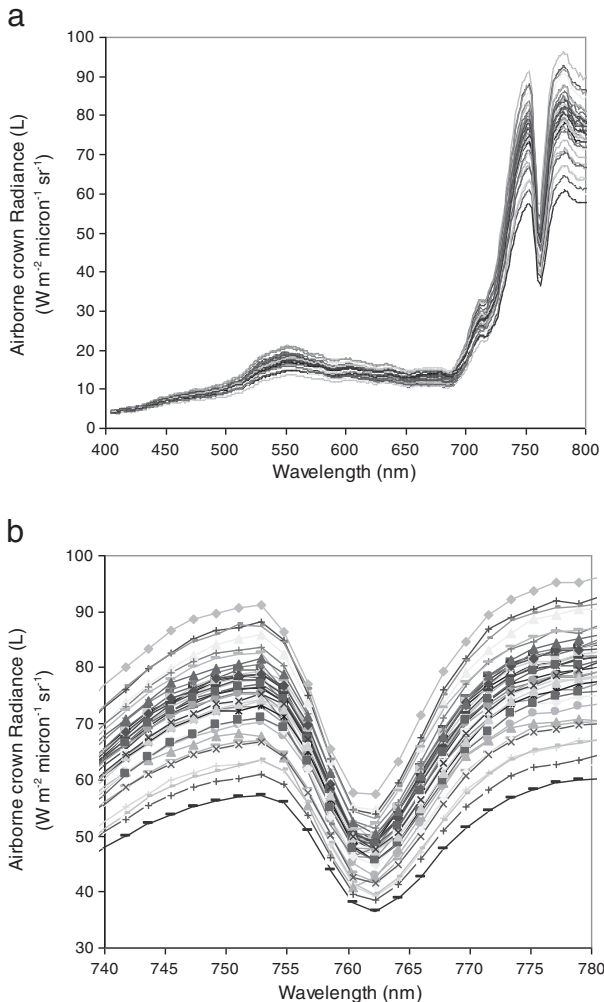 a
100
90
80
70
60
50
40
30
20
10
0
400 450 500 550 600 650 700 750 800
Airborne crown Radiance (L)
(W m⁻² micron⁻¹ sr⁻¹)
Wavelength (nm)
b
100
90
80
70
60
50
40
30
740 745 750 755 760 765 770 775 780
Airborne crown Radiance (L)
(W m⁻² micron⁻¹ sr⁻¹)
Wavelength (nm)